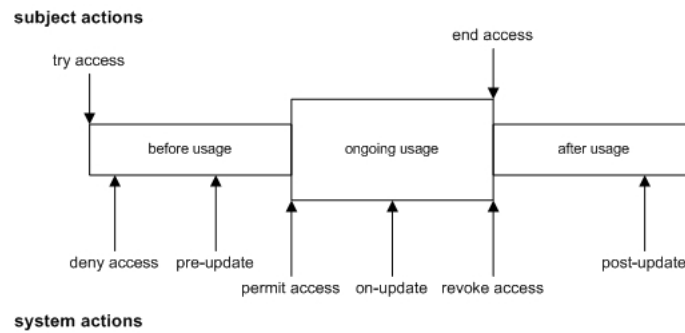 subject actions
end access
try access
before usage
ongoing usage
after usage
deny access
pre-update
post-update
permit access
on-update
revoke access
system actions